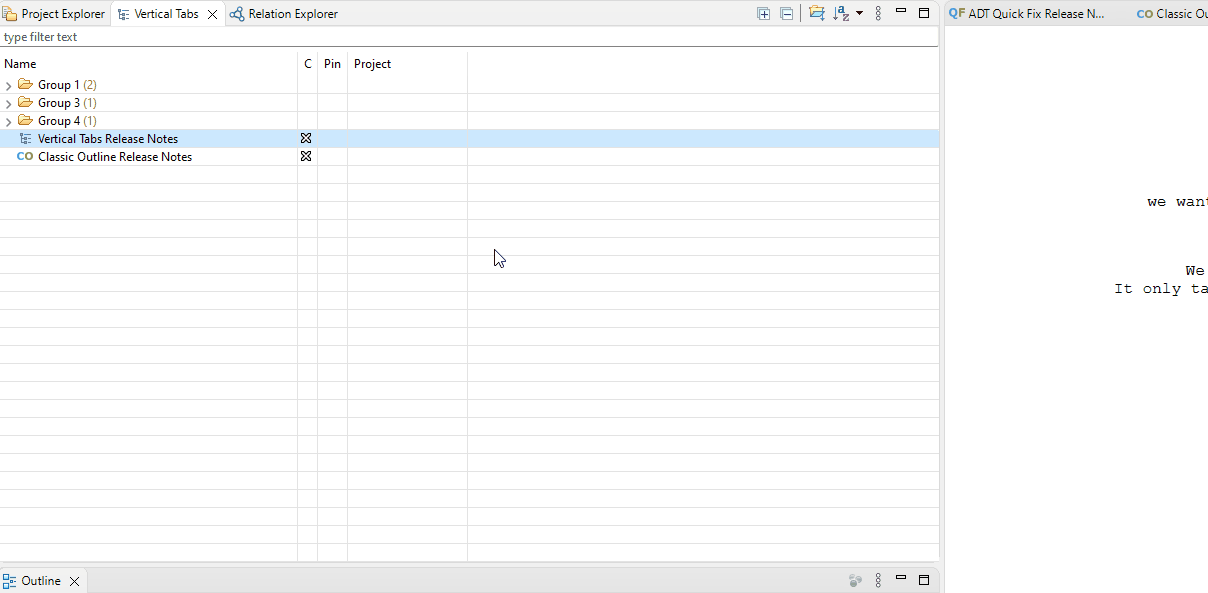 Project Explorer Vertical Tabs Relation Explorer QF ADT Quick Fix Release N... CO Classic Ou
type filter text
Name C Pin Project
Group 1 (2)
Group 3 (1)
Group 4 (1)
Vertical Tabs Release Notes
CO Classic Outline Release Notes
we want
We
It only ta
Outline